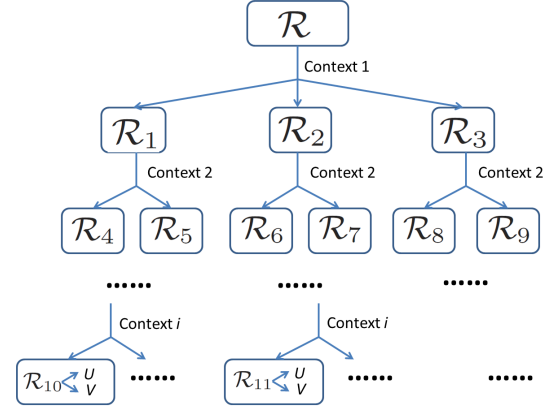 ℛ
Context 1
ℛ₁ ℛ₂ ℛ₃
Context 2 Context 2 Context 2
ℛ₄ ℛ₅ ℛ₆ ℛ₇ ℛ₈ ℛ₉
...... ...... ......
Context i Context i
ℛ₁₀ U V ...... ℛ₁₁ U V ...... ......